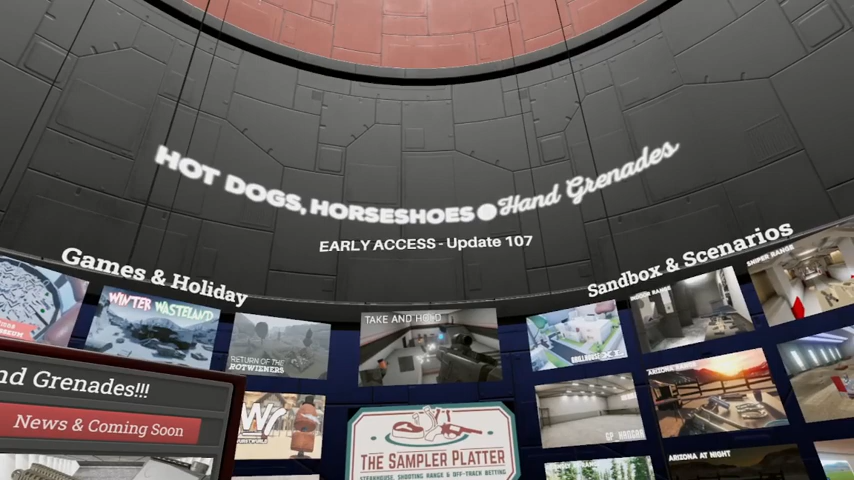 HOT DOGS, HORSESHOES Hand Grenades
EARLY ACCESS - Update 107
Games & Holiday
Sandbox & Scenarios
WINTER WASTELAND
RETURN OF THE
ROTWIENERS
TAKE AND HOLD
INDOOR RANGE
SNIPER RANGE
ARIZONA RANGE
GP HANGAR
ARIZONA AT NIGHT
nd Grenades!!!
News & Coming Soon
THE SAMPLER PLATTER
STEAKHOUSE, SHOOTING RANGE & OFF-TRACK BETTING